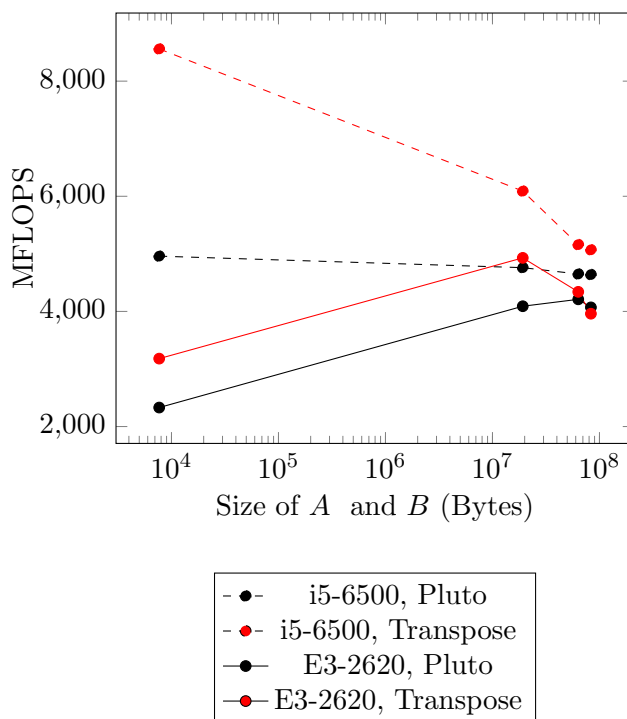 8,000
6,000
4,000
2,000
MFLOPS
10^4 10^5 10^6 10^7 10^8
Size of A and B (Bytes)
i5-6500, Pluto
i5-6500, Transpose
E3-2620, Pluto
E3-2620, Transpose